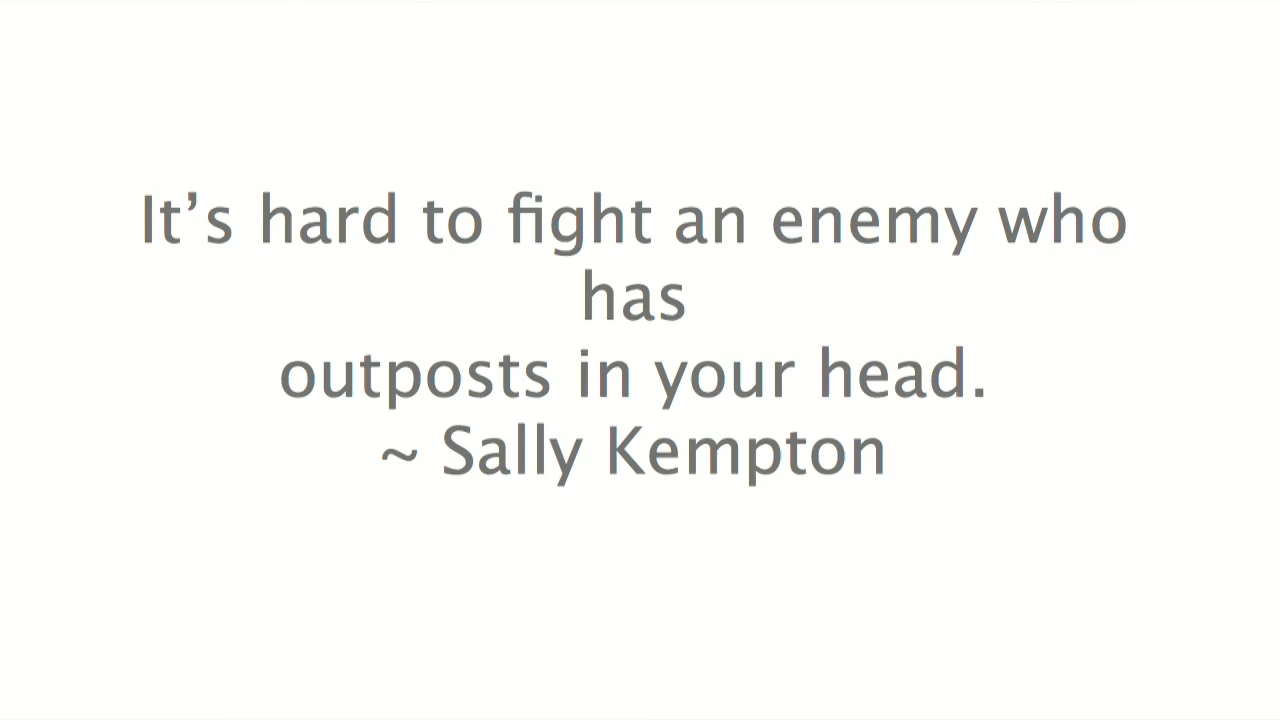 It’s hard to fight an enemy who
has
outposts in your head.
~ Sally Kempton